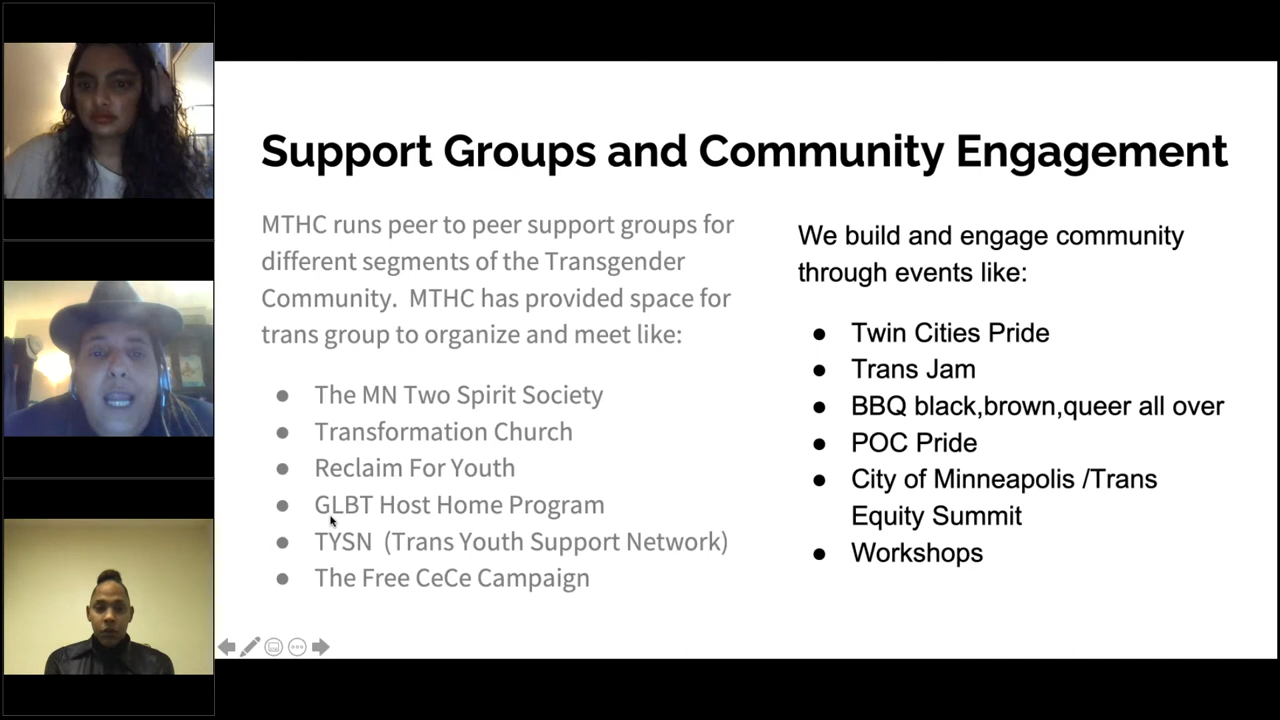 Support Groups and Community Engagement
MTHC runs peer to peer support groups for
different segments of the Transgender
Community.  MTHC has provided space for
trans group to organize and meet like:
● The MN Two Spirit Society
● Transformation Church
● Reclaim For Youth
● GLBT Host Home Program
● TYSN  (Trans Youth Support Network)
● The Free CeCe Campaign
We build and engage community
through events like:
● Twin Cities Pride
● Trans Jam
● BBQ black,brown,queer all over
● POC Pride
● City of Minneapolis /Trans
Equity Summit
● Workshops